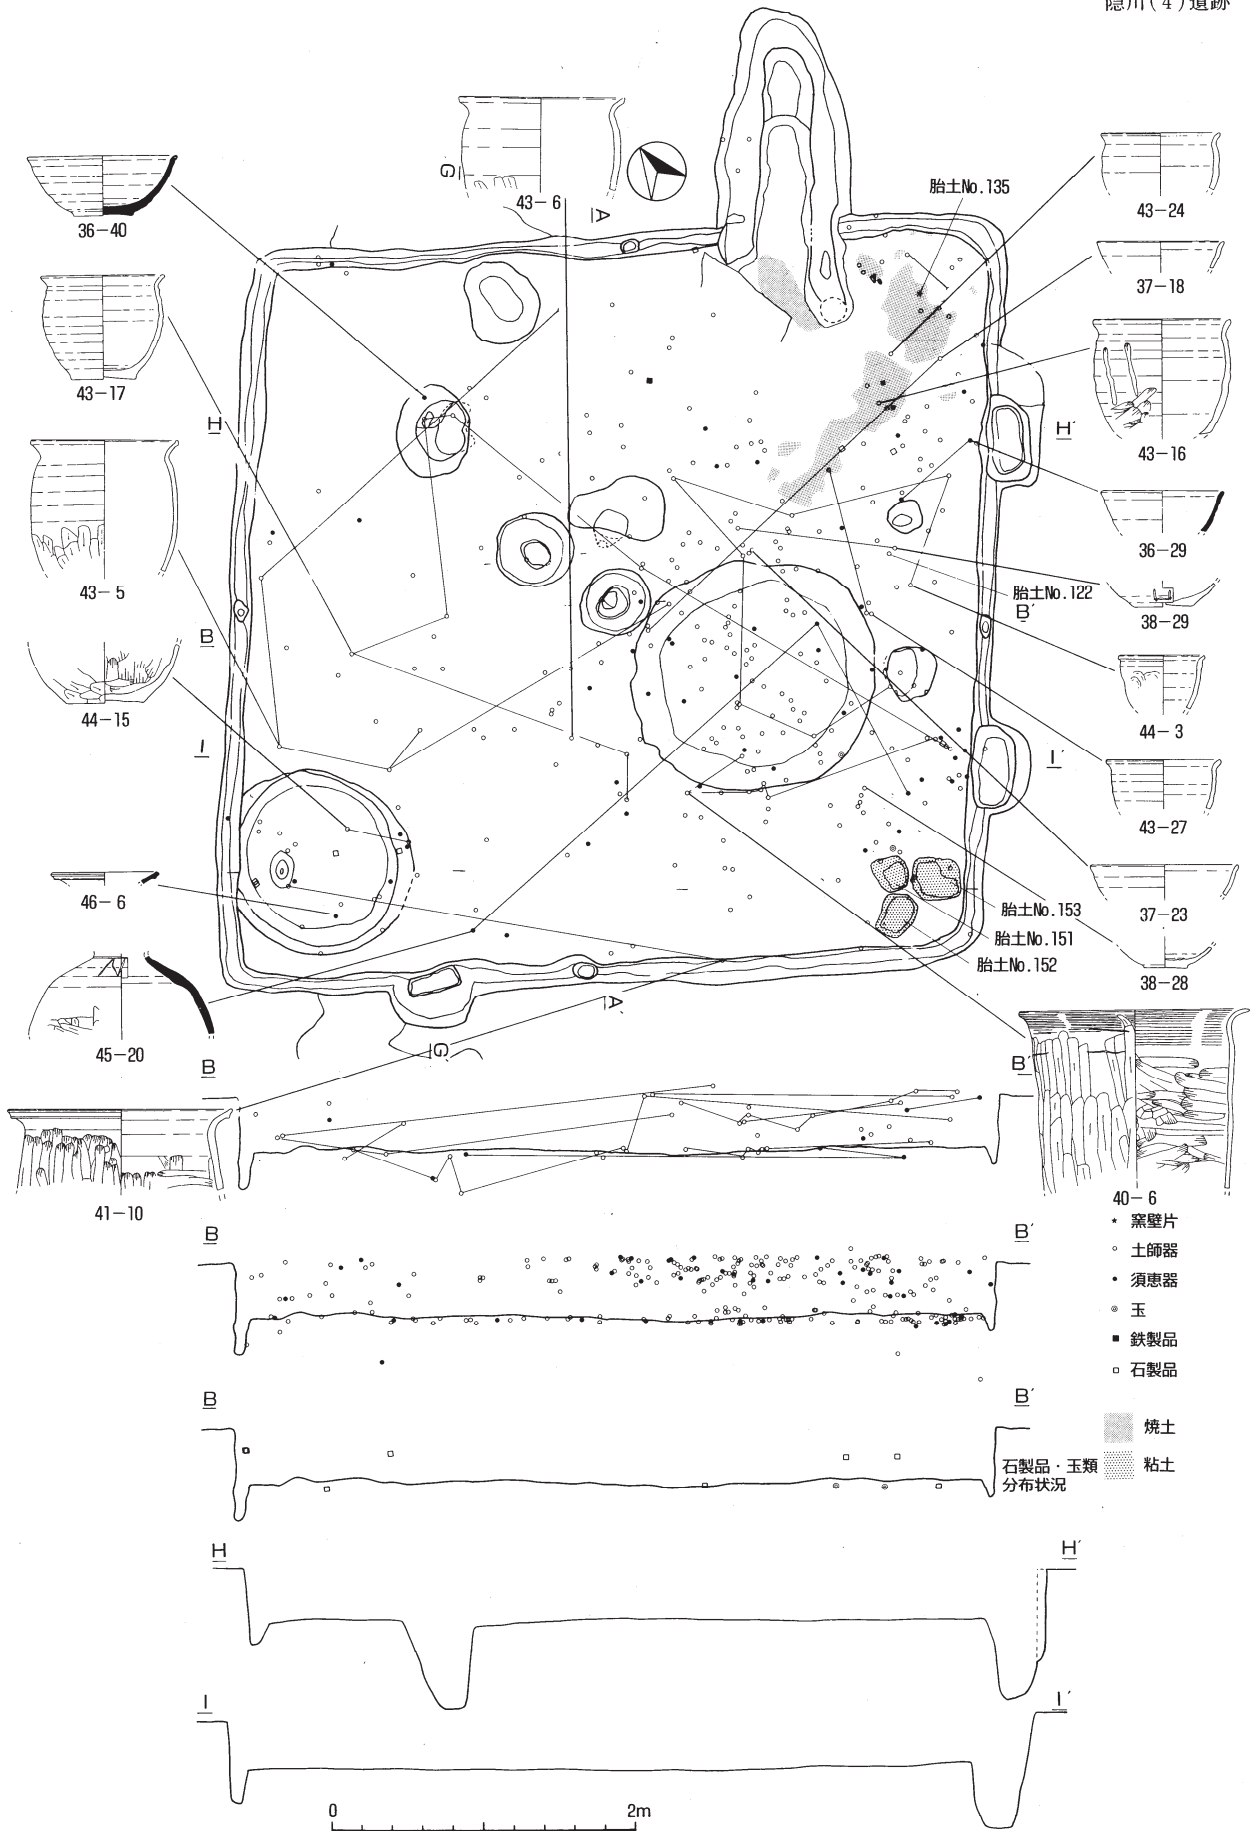 隠川(4)遺跡
36-40
43-17
43-5
44-15
46-6
45-20
41-10
43-6
G
A
H
B
I
胎土No.135
43-24
37-18
43-16
H´
36-29
胎土No.122
B´
38-29
44-3
I´
43-27
37-23
胎土No.153
胎土No.151
胎土No.152
38-28
A´
G´
40-6
B
B´
B
B´
B
B´
窯壁片
土師器
須恵器
玉
鉄製品
石製品
焼土
粘土
石製品・玉類
分布状況
H
H´
I
I´
0
2m